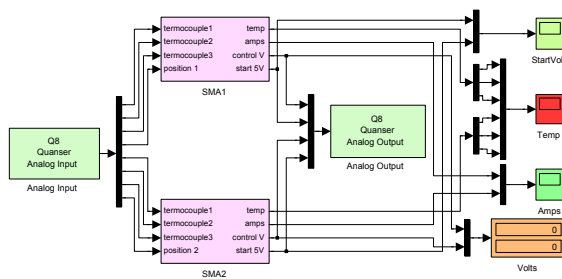 termocouple1
termocouple2
termocouple3
position 1
temp
amps
control V
start 5V
SMA1
StartVolt
Q8
Quanser
Analog Input
Analog Input
Q8
Quanser
Analog Output
Analog Output
Temp
termocouple1
termocouple2
termocouple3
position 2
temp
amps
control V
start 5V
SMA2
Amps
0
0
Volts